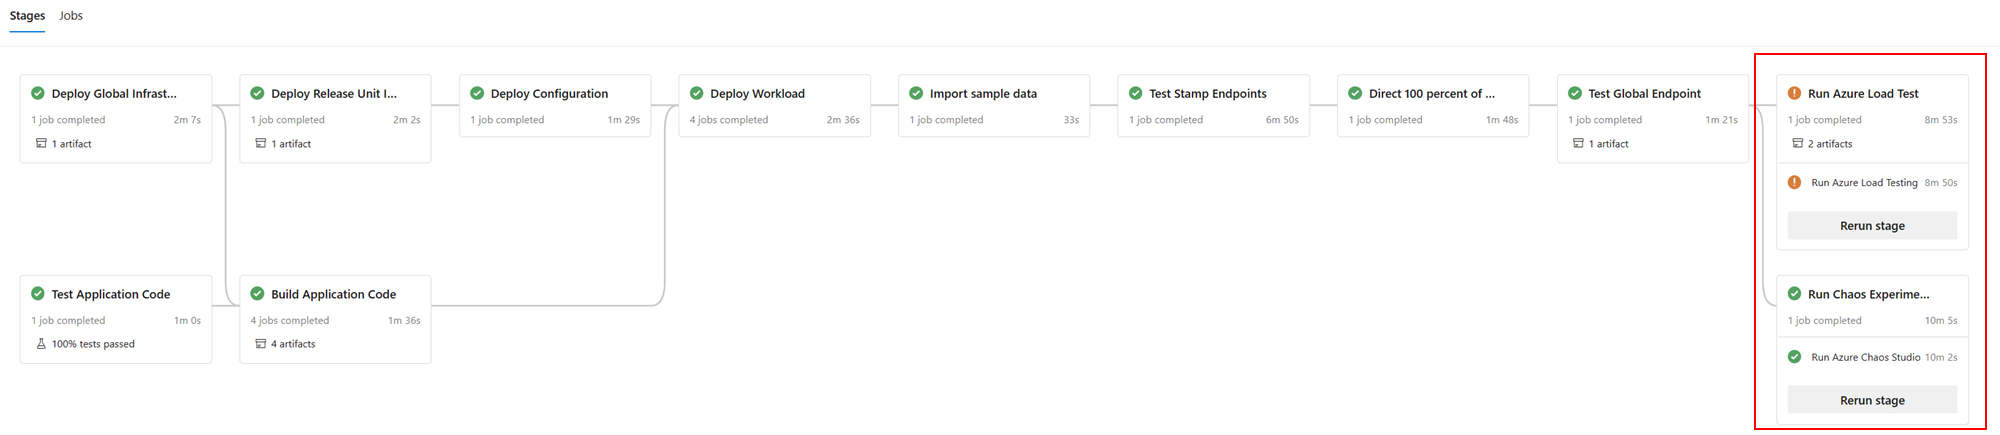 Stages Jobs
Deploy Global Infrast...
1 job completed 2m 7s
1 artifact
Deploy Release Unit I...
1 job completed 2m 2s
1 artifact
Deploy Configuration
1 job completed 1m 29s
Deploy Workload
4 jobs completed 2m 36s
Import sample data
1 job completed 33s
Test Stamp Endpoints
1 job completed 6m 50s
Direct 100 percent of ...
1 job completed 1m 48s
Test Global Endpoint
1 job completed 1m 21s
1 artifact
Run Azure Load Test
1 job completed 8m 53s
2 artifacts
Run Azure Load Testing 8m 50s
Rerun stage
Test Application Code
1 job completed 1m 0s
100% tests passed
Build Application Code
4 jobs completed 1m 36s
4 artifacts
Run Chaos Experime...
1 job completed 10m 5s
Run Azure Chaos Studio 10m 2s
Rerun stage